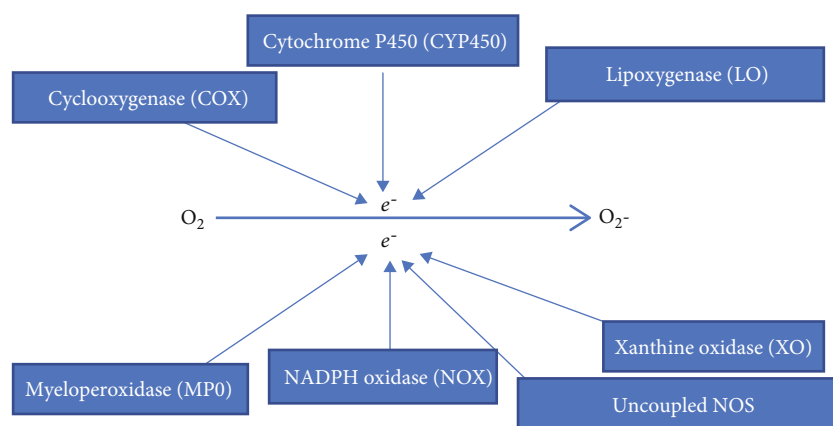 Cytochrome P450 (CYP450)
Cyclooxygenase (COX)
Lipoxygenase (LO)
e-
O2
O2-
e-
Xanthine oxidase (XO)
Myeloperoxidase (MP0)
NADPH oxidase (NOX)
Uncoupled NOS